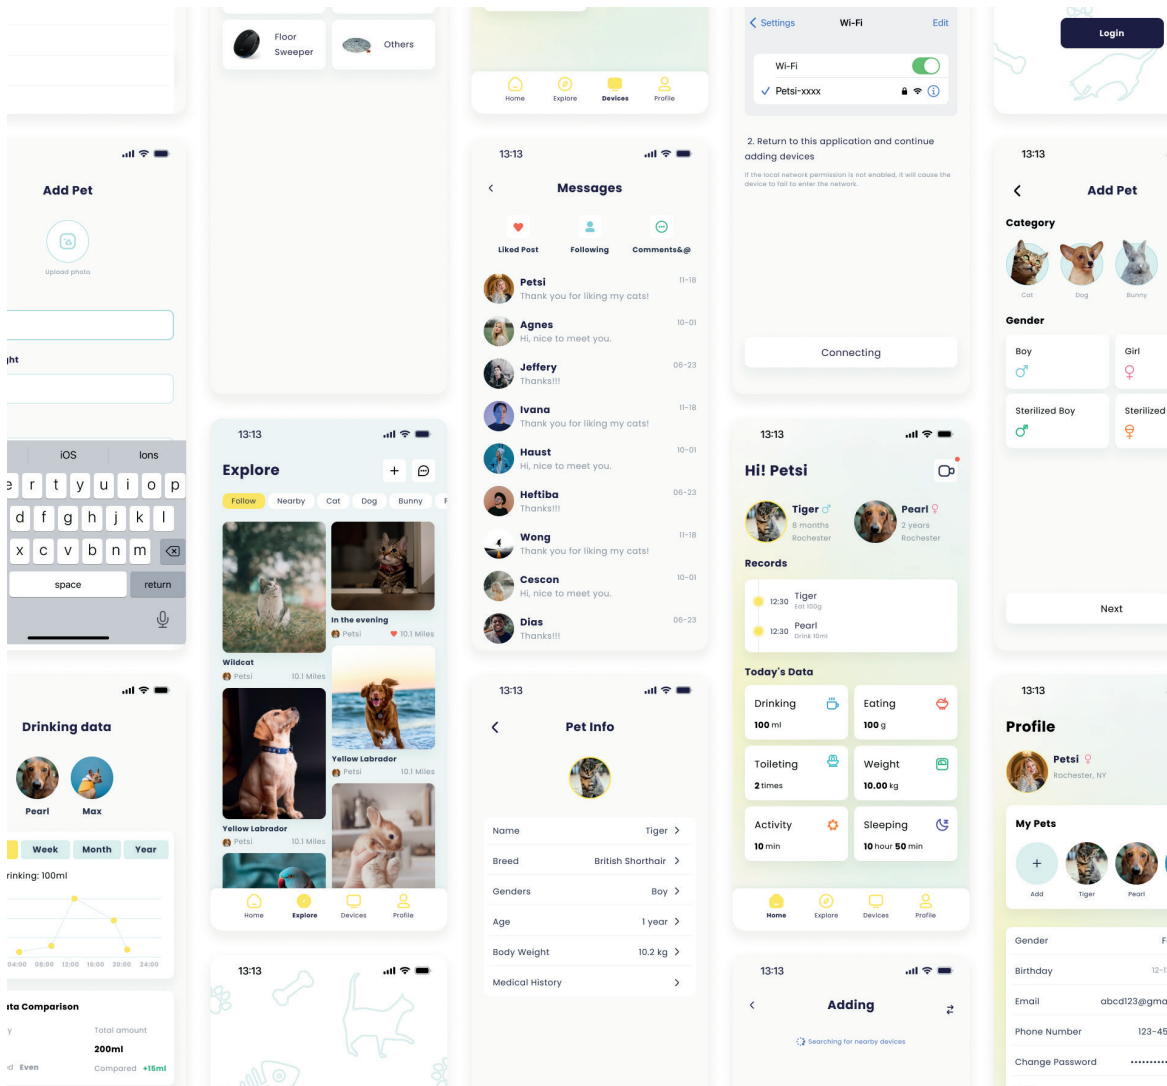 Floor
Sweeper
Others
Home
Explore
Devices
Profile
Settings
Wi-Fi
Edit
Wi-Fi
Petsi-xxxx
2. Return to this application and continue
adding devices
If the local network permission is not enabled, it will cause the
device to fail to enter the network.
Connecting
Login
Add Pet
Upload photo
ght
iOS
Ions
e r t y u i o p
d f g h j k l
x c v b n m
space
return
Drinking data
Pearl
Max
Week
Month
Year
rinking: 100ml
04:00 08:00 12:00 16:00 20:00 24:00
ata Comparison
y
Total amount
200ml
d Even
Compared +15ml
13:13
Explore
Follow
Nearby
Cat
Dog
Bunny
In the evening
Petsi
10.1 Miles
Wildcat
Petsi
10.1 Miles
Yellow Labrador
Petsi
10.1 Miles
Yellow Labrador
Petsi
10.1 Miles
Home
Explore
Devices
Profile
13:13
13:13
Messages
Liked Post
Following
Comments&@
Petsi
11-18
Thank you for liking my cats!
Agnes
10-01
Hi, nice to meet you.
Jeffery
06-23
Thanks!!!
Ivana
11-18
Thank you for liking my cats!
Haust
10-01
Hi, nice to meet you.
Heftiba
06-23
Thanks!!!
Wong
11-18
Thank you for liking my cats!
Cescon
10-01
Hi, nice to meet you.
Dias
06-23
Thanks!!!
13:13
Pet Info
Name
Tiger
Breed
British Shorthair
Genders
Boy
Age
1 year
Body Weight
10.2 kg
Medical History
13:13
Hi! Petsi
Tiger
8 months
Rochester
Pearl
2 years
Rochester
Records
12:30 Tiger
Eat 100g
12:30 Pearl
Drink 10ml
Today's Data
Drinking
100 ml
Eating
100 g
Toileting
2 times
Weight
10.00 kg
Activity
10 min
Sleeping
10 hour 50 min
Home
Explore
Devices
Profile
13:13
Adding
Searching for nearby devices
13:13
Add Pet
Category
Cat
Dog
Bunny
Gender
Boy
Girl
Sterilized Boy
Sterilized
Next
13:13
Profile
Petsi
Rochester, NY
My Pets
Add
Tiger
Pearl
Gender
F
Birthday
12-1
Email
abcd123@gma
Phone Number
123-45
Change Password